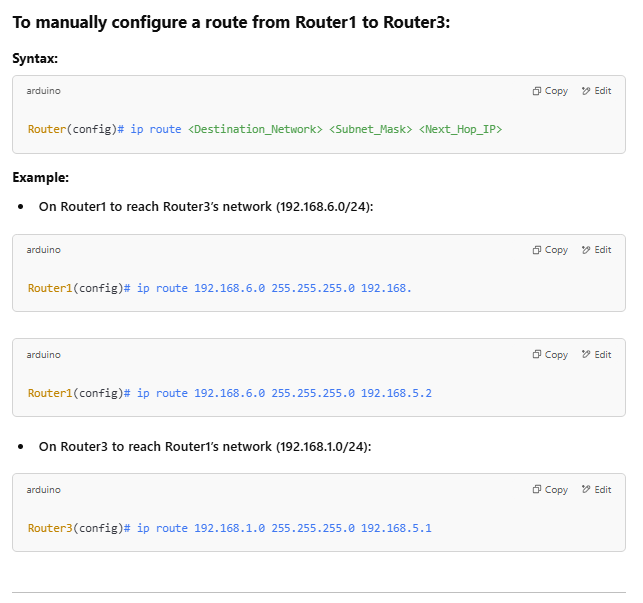 To manually configure a route from Router1 to Router3:
Syntax:
arduino
Copy Edit
Router(config)# ip route <Destination_Network> <Subnet_Mask> <Next_Hop_IP>
Example:
• On Router1 to reach Router3's network (192.168.6.0/24):
arduino
Copy Edit
Router1(config)# ip route 192.168.6.0 255.255.255.0 192.168.
arduino
Copy Edit
Router1(config)# ip route 192.168.6.0 255.255.255.0 192.168.5.2
• On Router3 to reach Router1's network (192.168.1.0/24):
arduino
Copy Edit
Router3(config)# ip route 192.168.1.0 255.255.255.0 192.168.5.1